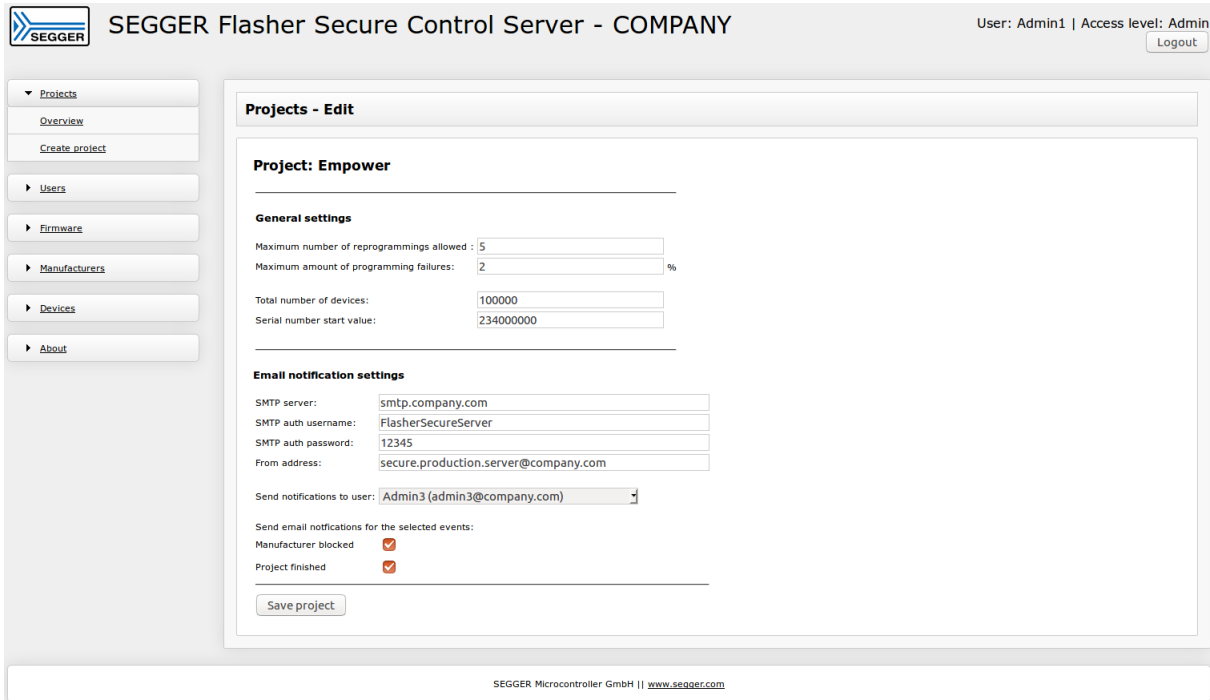 SEGGER
SEGGER Flasher Secure Control Server - COMPANY
User: Admin1 | Access level: Admin
Logout
Projects
Overview
Create project
Users
Firmware
Manufacturers
Devices
About
Projects - Edit
Project: Empower
General settings
Maximum number of reprogrammings allowed : 5
Maximum amount of programming failures: 2 %
Total number of devices: 100000
Serial number start value: 234000000
Email notification settings
SMTP server: smtp.company.com
SMTP auth username: FlasherSecureServer
SMTP auth password: 12345
From address: secure.production.server@company.com
Send notifications to user: Admin3 (admin3@company.com)
Send email notfications for the selected events:
Manufacturer blocked
Project finished
Save project
SEGGER Microcontroller GmbH || www.segger.com